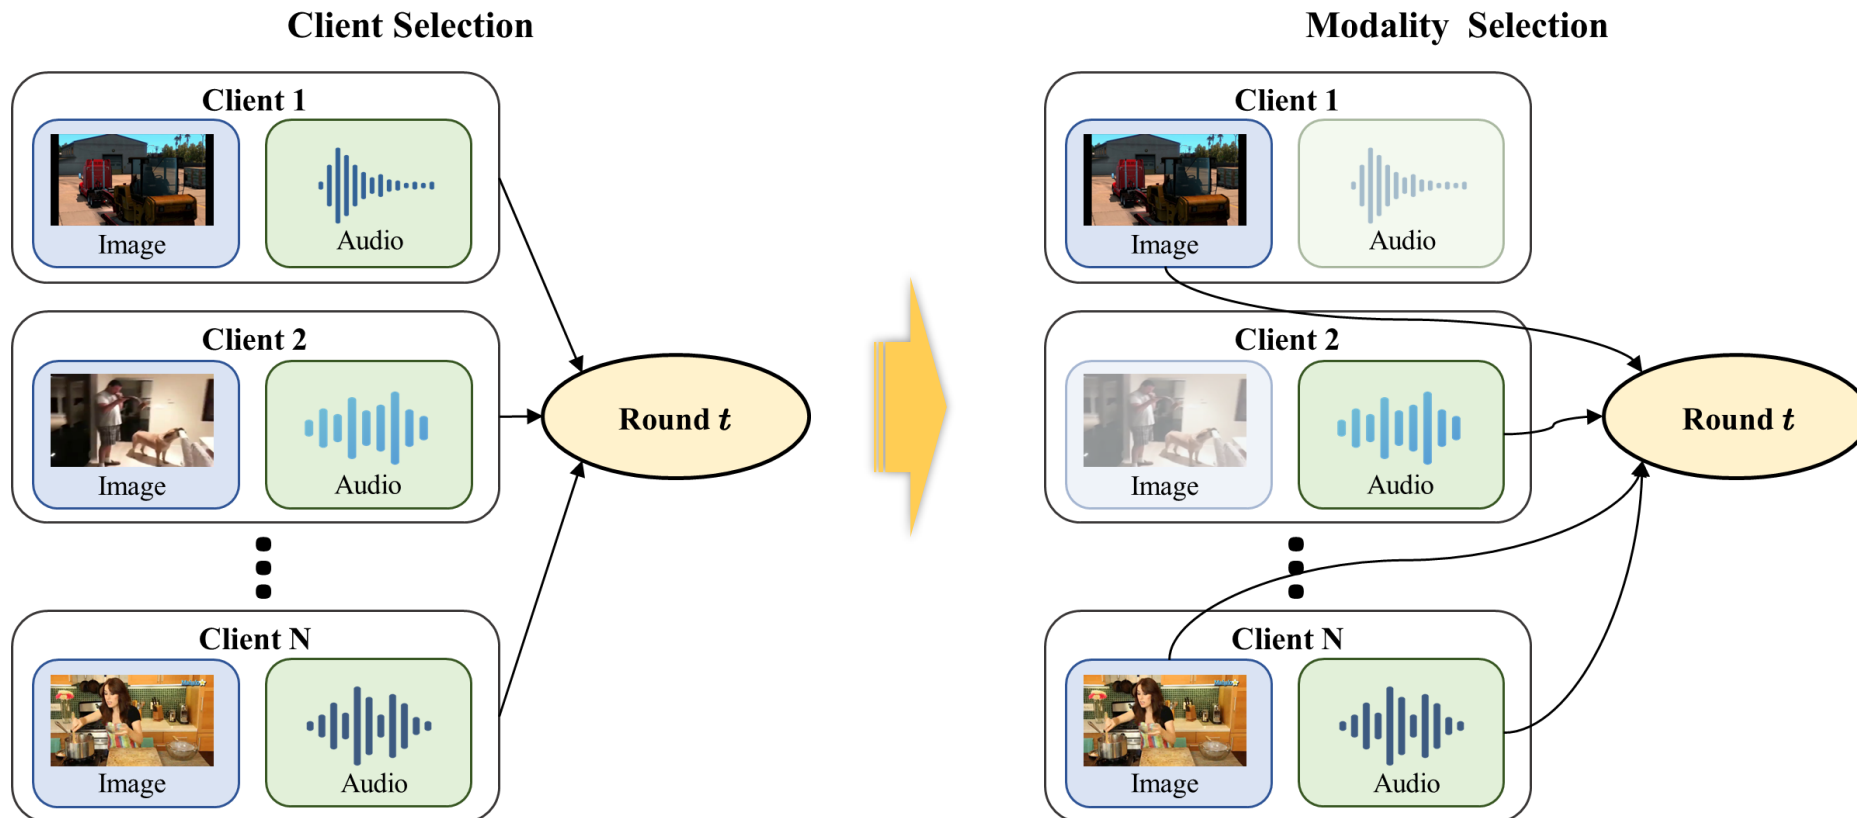 Client Selection
Client 1
Image
Audio
Client 2
Image
Audio
Client N
Image
Audio
Round t
Modality Selection
Client 1
Image
Audio
Client 2
Image
Audio
Client N
Image
Audio
Round t